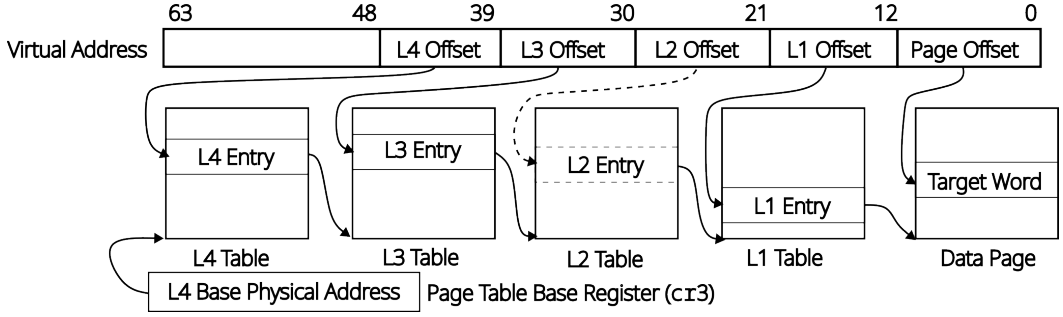 63 48 39 30 21 12 0
Virtual Address L4 Offset L3 Offset L2 Offset L1 Offset Page Offset
L4 Entry L3 Entry L2 Entry L1 Entry Target Word
L4 Table L3 Table L2 Table L1 Table Data Page
L4 Base Physical Address Page Table Base Register (cr3)